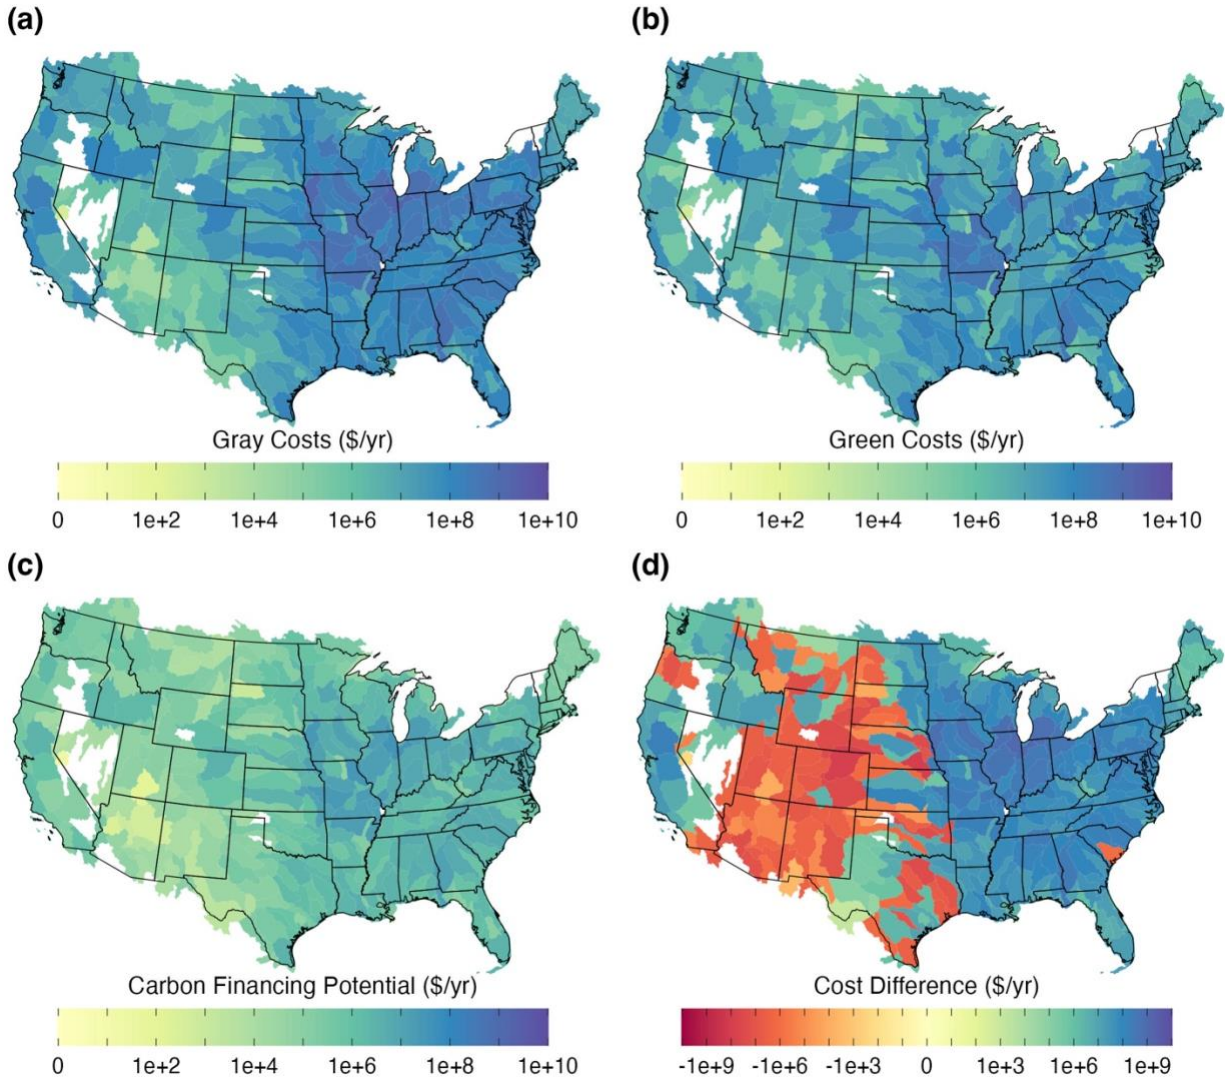 (a)
(b)
Gray Costs ($/yr)
0 1e+2 1e+4 1e+6 1e+8 1e+10
Green Costs ($/yr)
0 1e+2 1e+4 1e+6 1e+8 1e+10
(c)
(d)
Carbon Financing Potential ($/yr)
0 1e+2 1e+4 1e+6 1e+8 1e+10
Cost Difference ($/yr)
-1e+9 -1e+6 -1e+3 0 1e+3 1e+6 1e+9